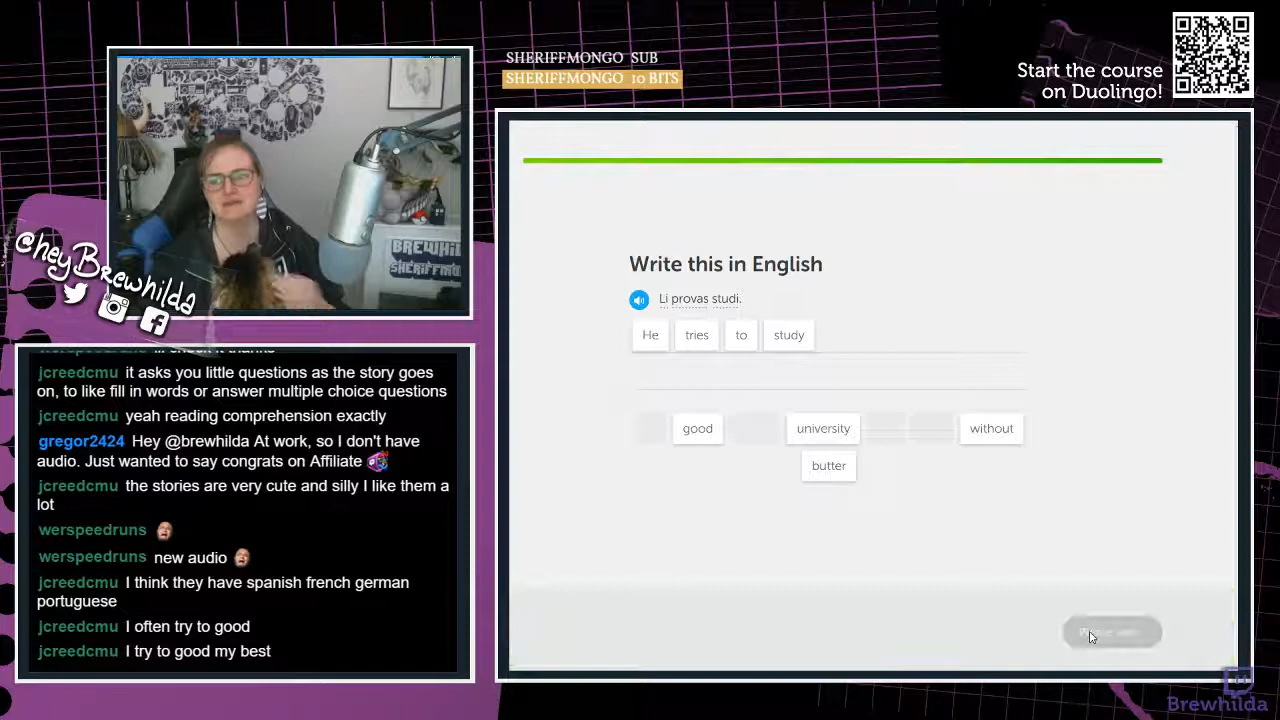 SHERIFFMONGO SUB
SHERIFFMONGO 10 BITS
Start the course
on Duolingo!
BREWHIL
SHERIFFM
@heyBrewhilda
Write this in English
Li provas studi.
He tries to study
good university without
butter
jcreedcmu it asks you little questions as the story goes
on, to like fill in words or answer multiple choice questions
jcreedcmu yeah reading comprehension exactly
gregor2424 Hey @brewhilda At work, so I don't have
audio. Just wanted to say congrats on Affiliate
jcreedcmu the stories are very cute and silly I like them a
lot
werspeedruns
werspeedruns new audio
jcreedcmu I think they have spanish french german
portuguese
jcreedcmu I often try to good
jcreedcmu I try to good my best
Brewhilda